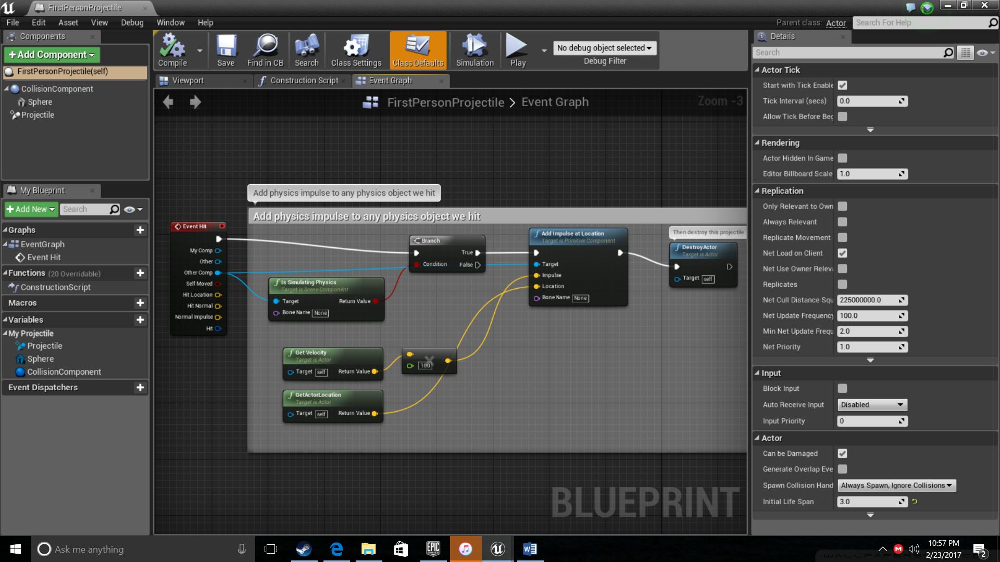 FirstPersonProjectile
File Edit Asset View Debug Window Help
Parent class: Actor
Search For Help
Components
+Add Component
FirstPersonProjectile(self)
CollisionComponent
Sphere
Projectile
My Blueprint
+Add New
Search
Graphs
EventGraph
Event Hit
Functions (20 Overridable)
ConstructionScript
Macros
Variables
My Projectile
Projectile
Sphere
CollisionComponent
Event Dispatchers
Compile
Save
Find in CB
Search
Class Settings
Class Defaults
Simulation
Play
No debug object selected
Debug Filter
Viewport
Construction Script
Event Graph
FirstPersonProjectile > Event Graph
Zoom -3
Add physics impulse to any physics object we hit
Add physics impulse to any physics object we hit
Event Hit
My Comp
Other
Other Comp
Self Moved
Hit Location
Hit Normal
Normal Impulse
Hit
Branch
True
Condition
False
Is Simulating Physics
Target is Scene Component
Target
Return Value
Bone Name None
Get Velocity
Target is Actor
Target self
Return Value
100
GetActorLocation
Target is Actor
Target self
Return Value
Add Impulse at Location
Target is Primitive Component
Target
Impulse
Location
Bone Name None
Then destroy this projectile
DestroyActor
Target is Actor
Target self
BLUEPRINT
Details
Search
Actor Tick
Start with Tick Enable
Tick Interval (secs) 0.0
Allow Tick Before Beg
Rendering
Actor Hidden In Game
Editor Billboard Scale 1.0
Replication
Only Relevant to Own
Always Relevant
Replicate Movement
Net Load on Client
Net Use Owner Releva
Replicates
Net Cull Distance Squ 225000000.0
Net Update Frequency 100.0
Min Net Update Frequ 2.0
Net Priority 1.0
Input
Block Input
Auto Receive Input Disabled
Input Priority 0
Actor
Can be Damaged
Generate Overlap Eve
Spawn Collision Hand Always Spawn, Ignore Collisions
Initial Life Span 3.0
Ask me anything
EPIC
GAMES
10:57 PM
2/23/2017
2